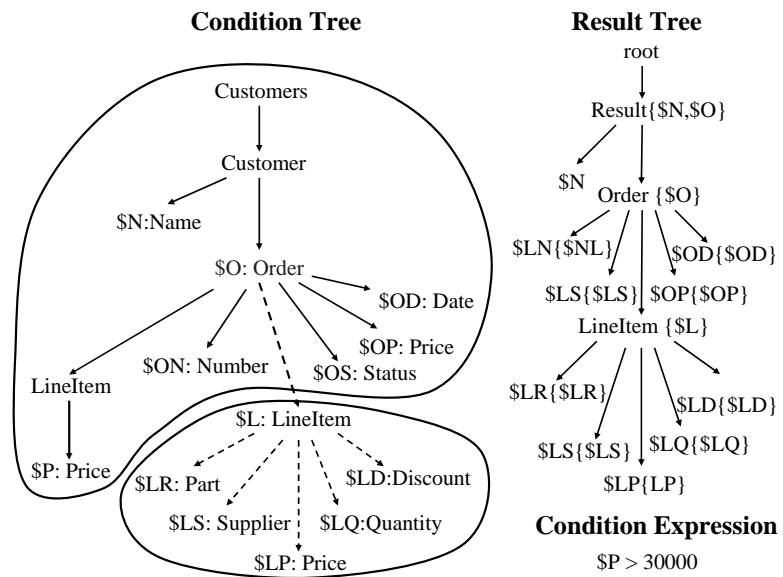 Condition Tree
Customers
Customer
$N:Name
$O: Order
$OD: Date
$OP: Price
$ON: Number
$OS: Status
LineItem
$P: Price
$L: LineItem
$LR: Part
$LD:Discount
$LS: Supplier
$LQ:Quantity
$LP: Price
Result Tree
root
Result{$N,$O}
$N
Order {$O}
$LN{$NL}
$OD{$OD}
$LS{$LS}
$OP{$OP}
LineItem {$L}
$LR{$LR}
$LD{$LD}
$LS{$LS}
$LQ{$LQ}
$LP{LP}
Condition Expression
$P > 30000